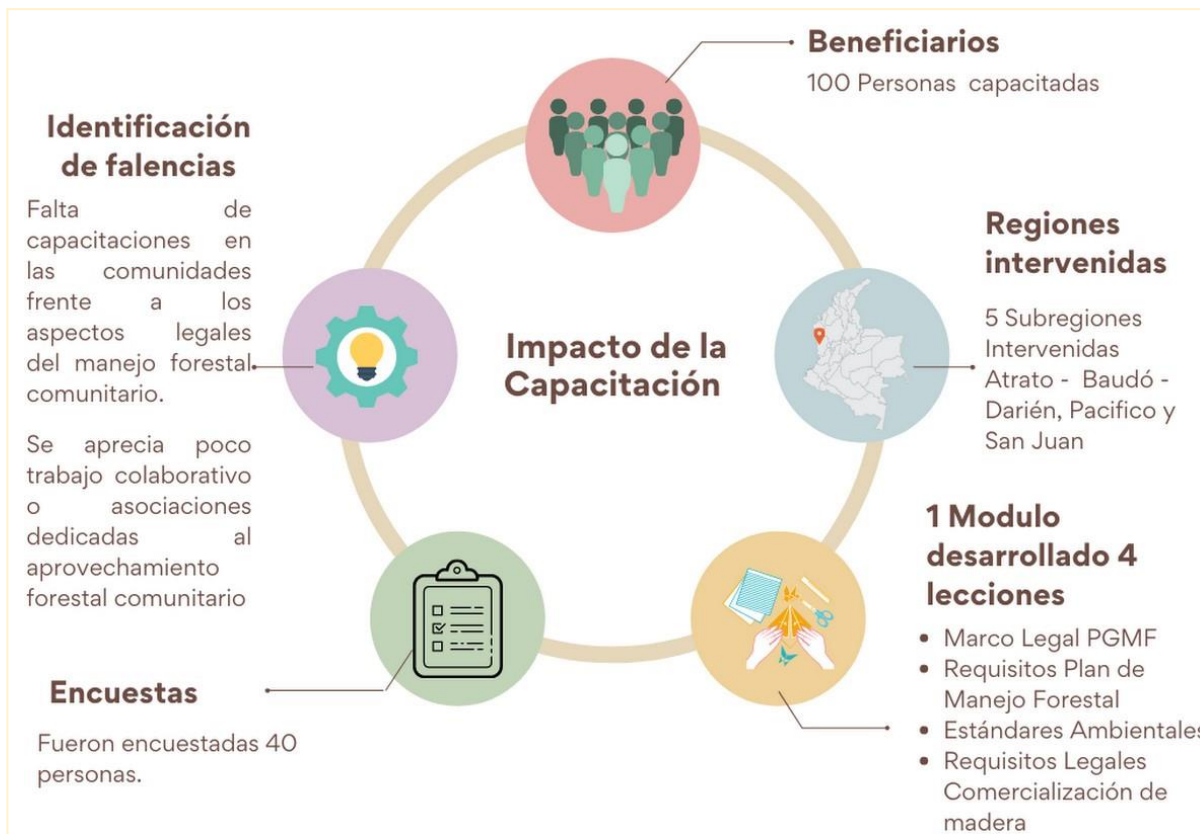 Beneficiarios
100 Personas capacitadas
Identificación
de falencias
Falta de
capacitaciones en
las comunidades
frente a los
aspectos legales
del manejo forestal
comunitario.
Se aprecia poco
trabajo colaborativo
o asociaciones
dedicadas al
aprovechamiento
forestal comunitario
Impacto de la
Capacitación
Regiones
intervenidas
5 Subregiones
Intervenidas
Atrato - Baudó -
Darién, Pacifico y
San Juan
1 Modulo
desarrollado 4
lecciones
• Marco Legal PGMF
• Requisitos Plan de
Manejo Forestal
• Estándares Ambientales
• Requisitos Legales
Comercialización de
madera
Encuestas
Fueron encuestadas 40
personas.